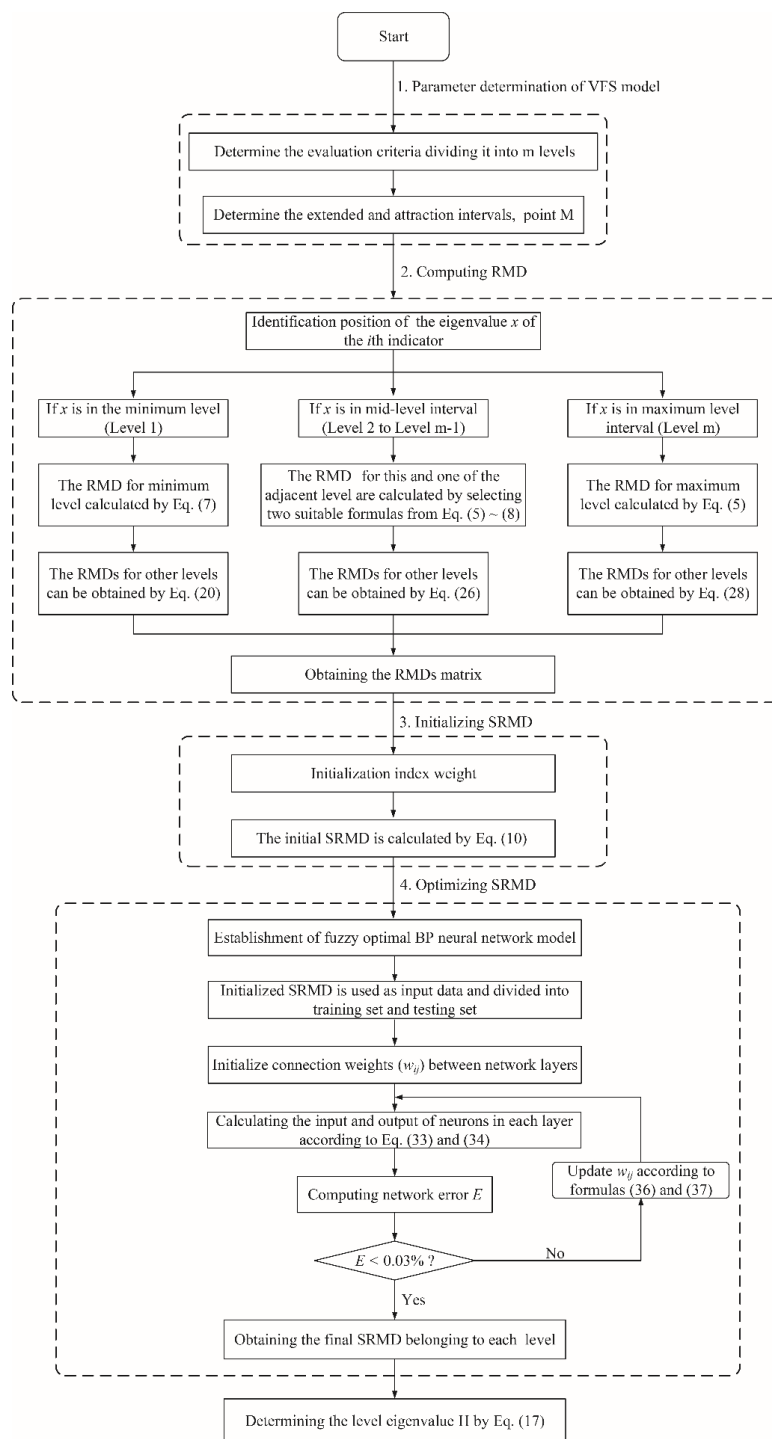 Start
1. Parameter determination of VFS model
Determine the evaluation criteria dividing it into m levels
Determine the extended and attraction intervals, point M
2. Computing RMD
Identification position of the eigenvalue x of
the ith indicator
If x is in the minimum level
(Level 1)
If x is in mid-level interval
(Level 2 to Level m-1)
If x is in maximum level
interval (Level m)
The RMD for minimum
level calculated by Eq. (7)
The RMD for this and one of the
adjacent level are calculated by selecting
two suitable formulas from Eq. (5) ~ (8)
The RMD for maximum
level calculated by Eq. (5)
The RMDs for other levels
can be obtained by Eq. (20)
The RMDs for other levels
can be obtained by Eq. (26)
The RMDs for other levels
can be obtained by Eq. (28)
Obtaining the RMDs matrix
3. Initializing SRMD
Initialization index weight
The initial SRMD is calculated by Eq. (10)
4. Optimizing SRMD
Establishment of fuzzy optimal BP neural network model
Initialized SRMD is used as input data and divided into
training set and testing set
Initialize connection weights (wij) between network layers
Calculating the input and output of neurons in each layer
according to Eq. (33) and (34)
Update wij according to
formulas (36) and (37)
Computing network error E
E < 0.03% ?
No
Yes
Obtaining the final SRMD belonging to each level
Determining the level eigenvalue II by Eq. (17)